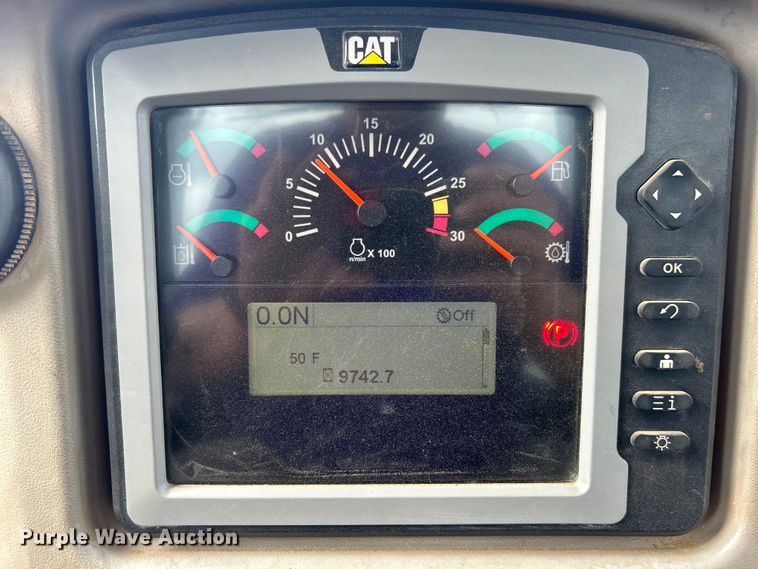 CAT
0
5
10
15
20
25
30
n/min X 100
0.0N Off
50 F
9742.7
P
OK
i
Purple Wave Auction